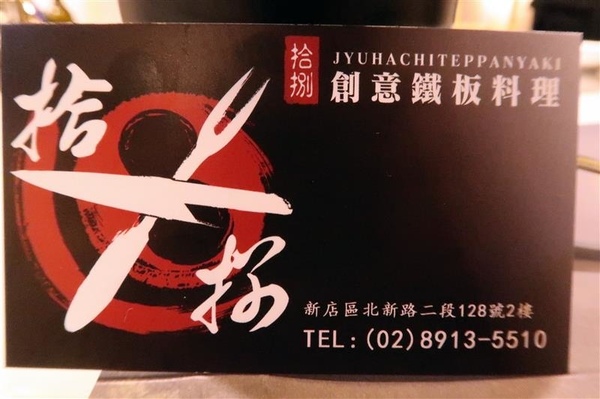 拾
捌
拾
捌
JYUHACHITEPPANYAKI
創意鐵板料理
新店區北新路二段128號2樓
TEL:(02)8913-5510